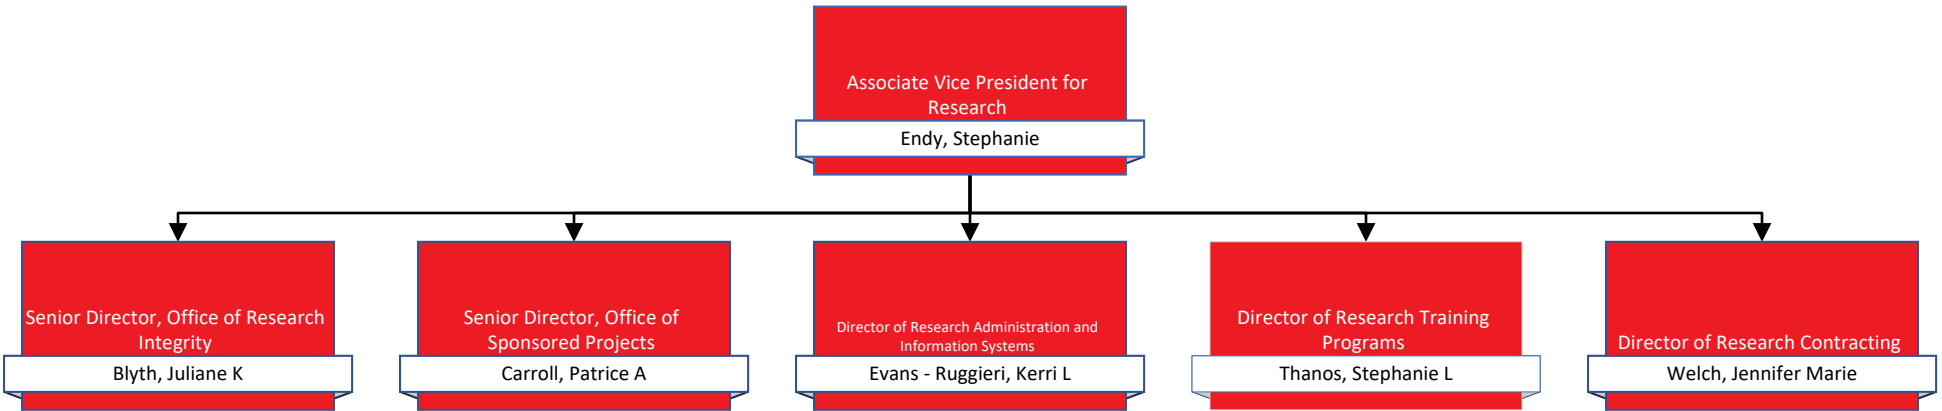 Associate Vice President for
Research
Endy, Stephanie
Senior Director, Office of Research
Integrity
Blyth, Juliane K
Senior Director, Office of
Sponsored Projects
Carroll, Patrice A
Director of Research Administration and
Information Systems
Evans - Ruggieri, Kerri L
Director of Research Training
Programs
Thanos, Stephanie L
Director of Research Contracting
Welch, Jennifer Marie